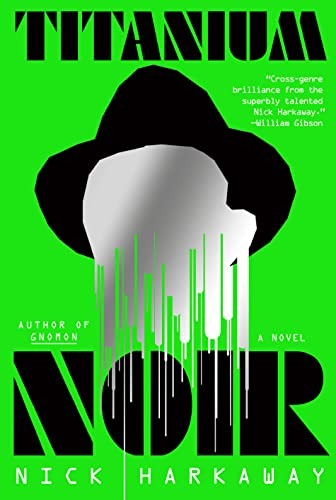 TITANIUM
"Cross-genre
brilliance from the
superbly talented
Nick Harkaway."
—William Gibson
AUTHOR OF
GNOMON
A NOVEL
NOIR
NICK HARKAWAY